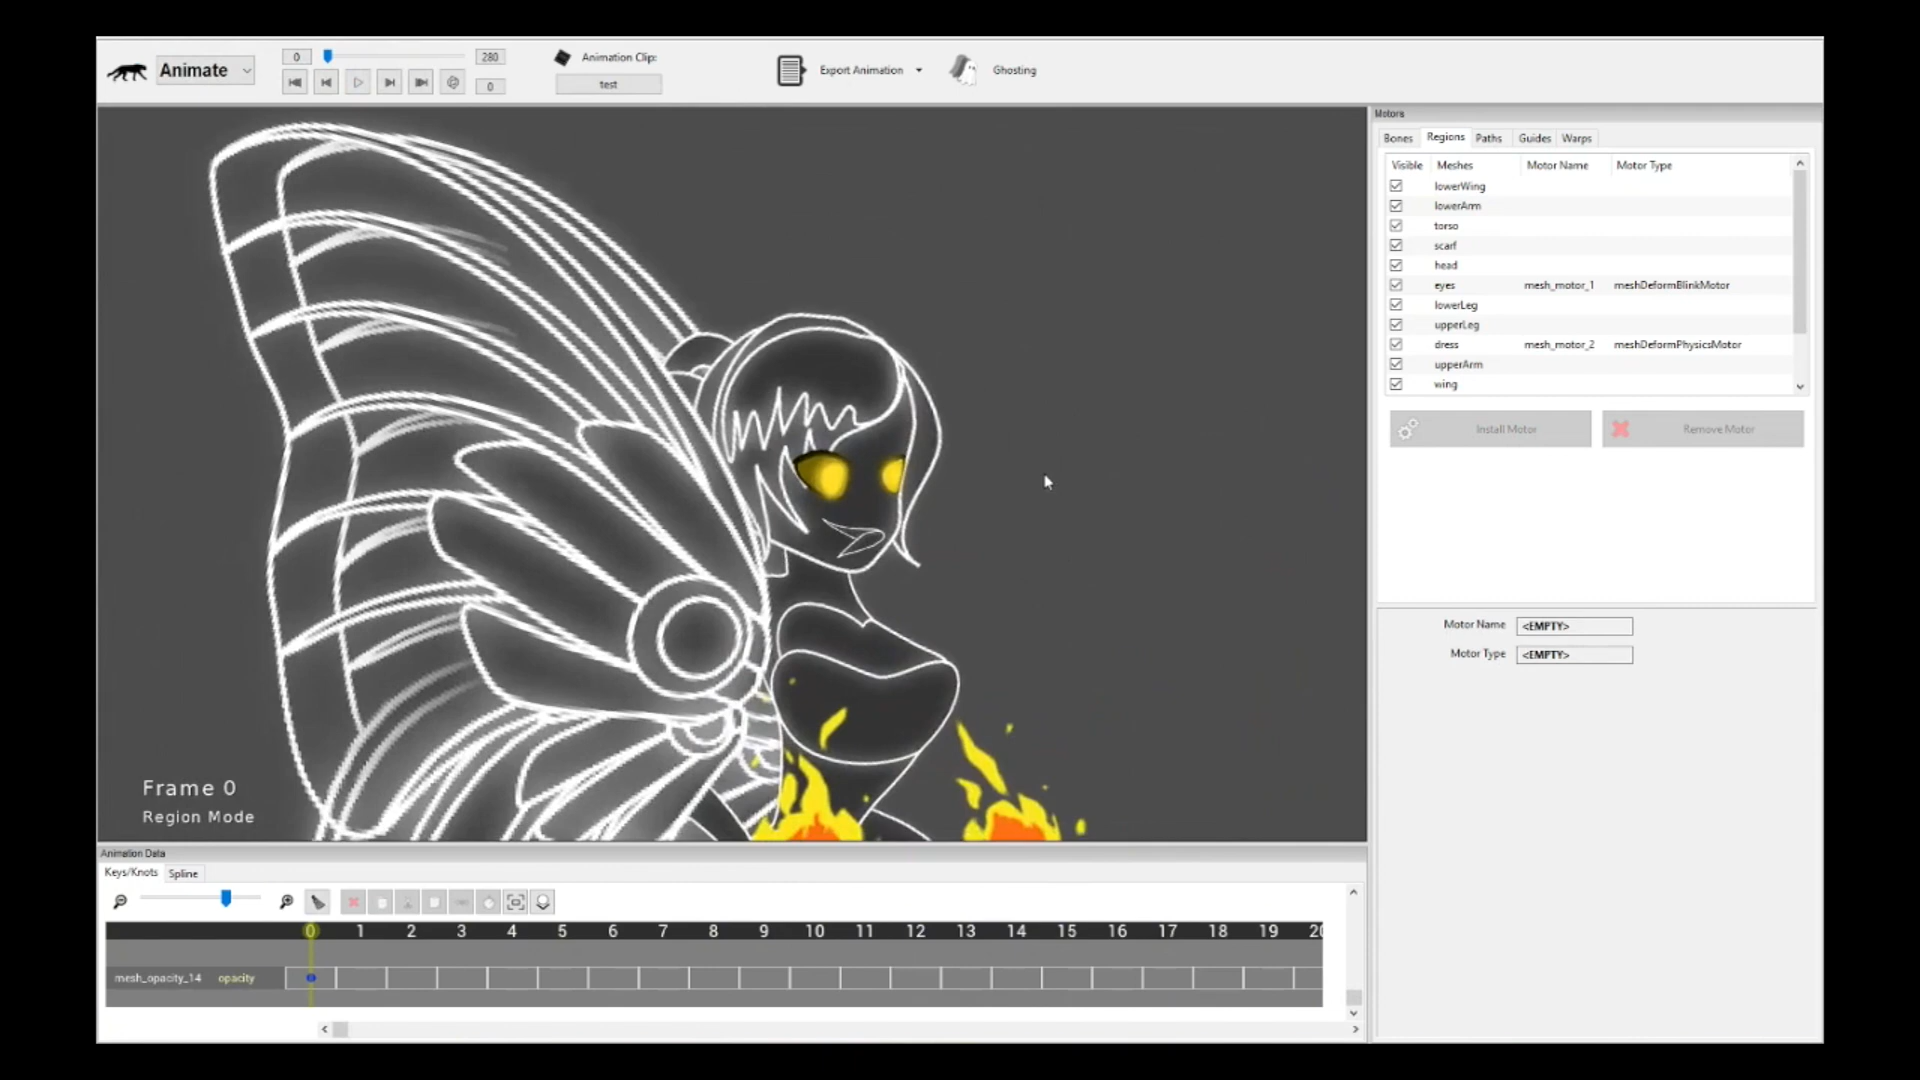 Animate
0
280
0
Animation Clip:
test
Export Animation
Ghosting
Motors
Bones Regions Paths Guides Warps
Visible Meshes Motor Name Motor Type
lowerWing
lowerArm
torso
scarf
head
eyes mesh_motor_1 meshDeformBlinkMotor
lowerLeg
upperLeg
dress mesh_motor_2 meshDeformPhysicsMotor
upperArm
wing
Install Motor Remove Motor
Motor Name <EMPTY>
Motor Type <EMPTY>
Frame 0
Region Mode
Animation Data
Keys/Knots Spline
0 1 2 3 4 5 6 7 8 9 10 11 12 13 14 15 16 17 18 19 20
mesh_opacity_14 opacity